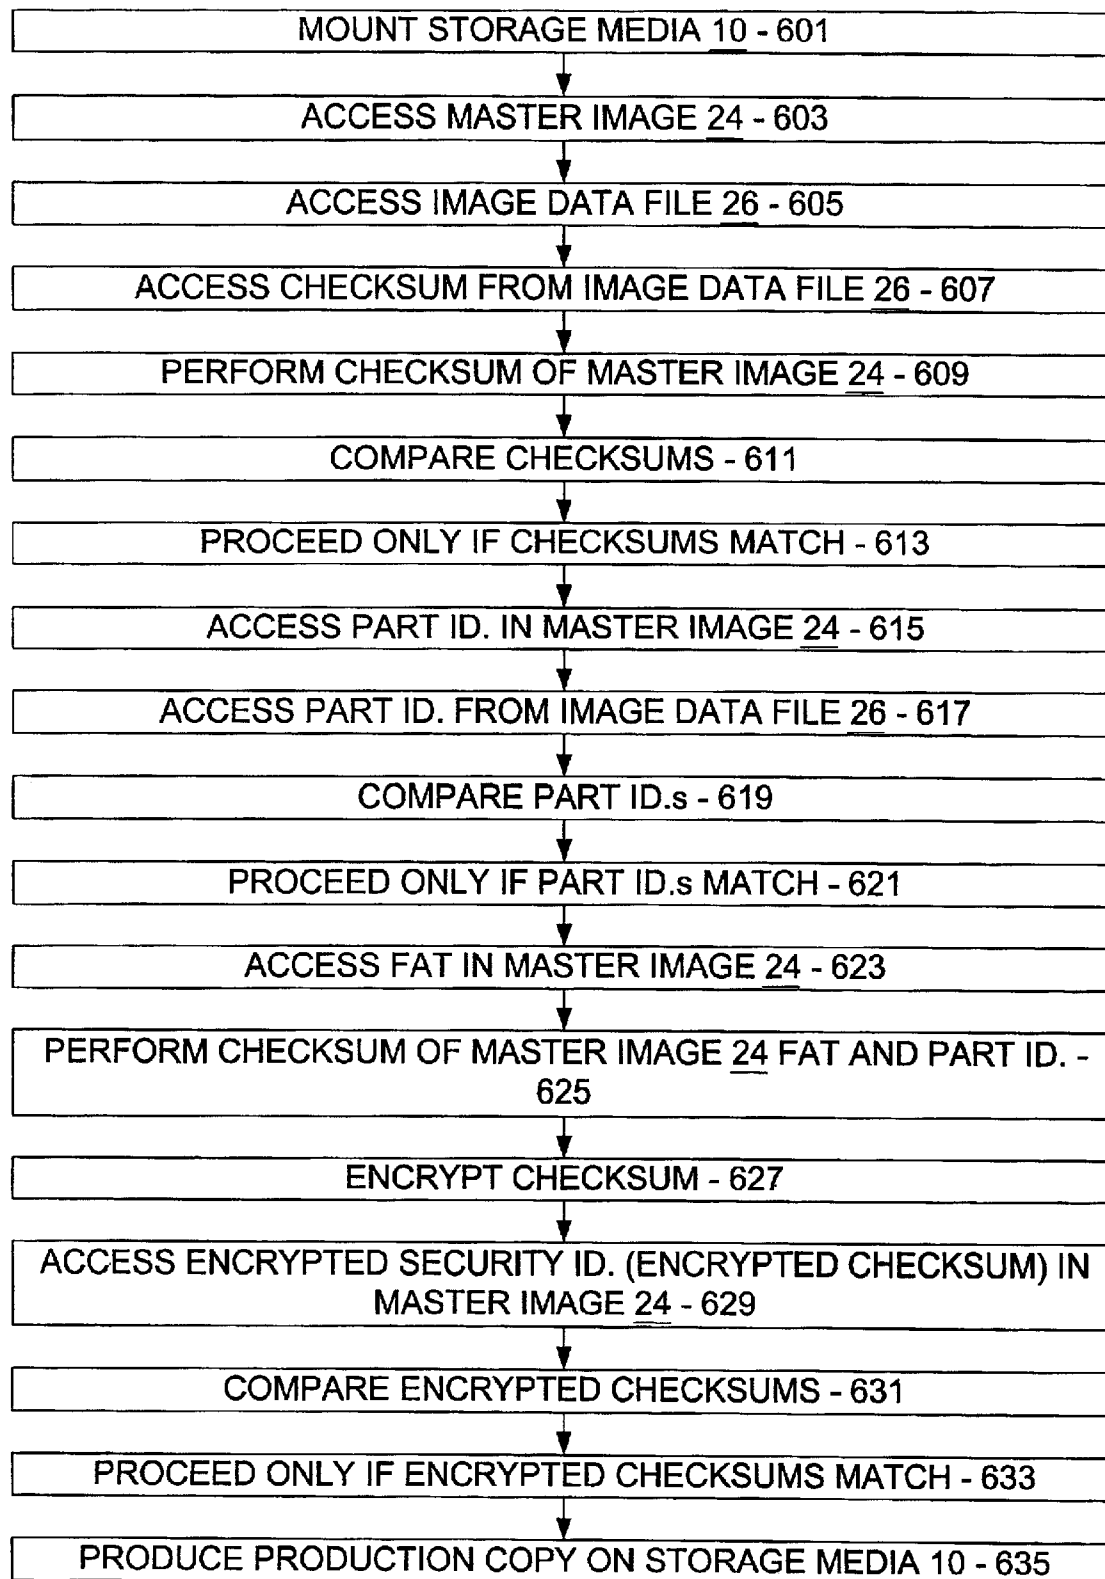 MOUNT STORAGE MEDIA 10 - 601
ACCESS MASTER IMAGE 24 - 603
ACCESS IMAGE DATA FILE 26 - 605
ACCESS CHECKSUM FROM IMAGE DATA FILE 26 - 607
PERFORM CHECKSUM OF MASTER IMAGE 24 - 609
COMPARE CHECKSUMS - 611
PROCEED ONLY IF CHECKSUMS MATCH - 613
ACCESS PART ID. IN MASTER IMAGE 24 - 615
ACCESS PART ID. FROM IMAGE DATA FILE 26 - 617
COMPARE PART ID.s - 619
PROCEED ONLY IF PART ID.s MATCH - 621
ACCESS FAT IN MASTER IMAGE 24 - 623
PERFORM CHECKSUM OF MASTER IMAGE 24 FAT AND PART ID. -
625
ENCRYPT CHECKSUM - 627
ACCESS ENCRYPTED SECURITY ID. (ENCRYPTED CHECKSUM) IN
MASTER IMAGE 24 - 629
COMPARE ENCRYPTED CHECKSUMS - 631
PROCEED ONLY IF ENCRYPTED CHECKSUMS MATCH - 633
PRODUCE PRODUCTION COPY ON STORAGE MEDIA 10 - 635